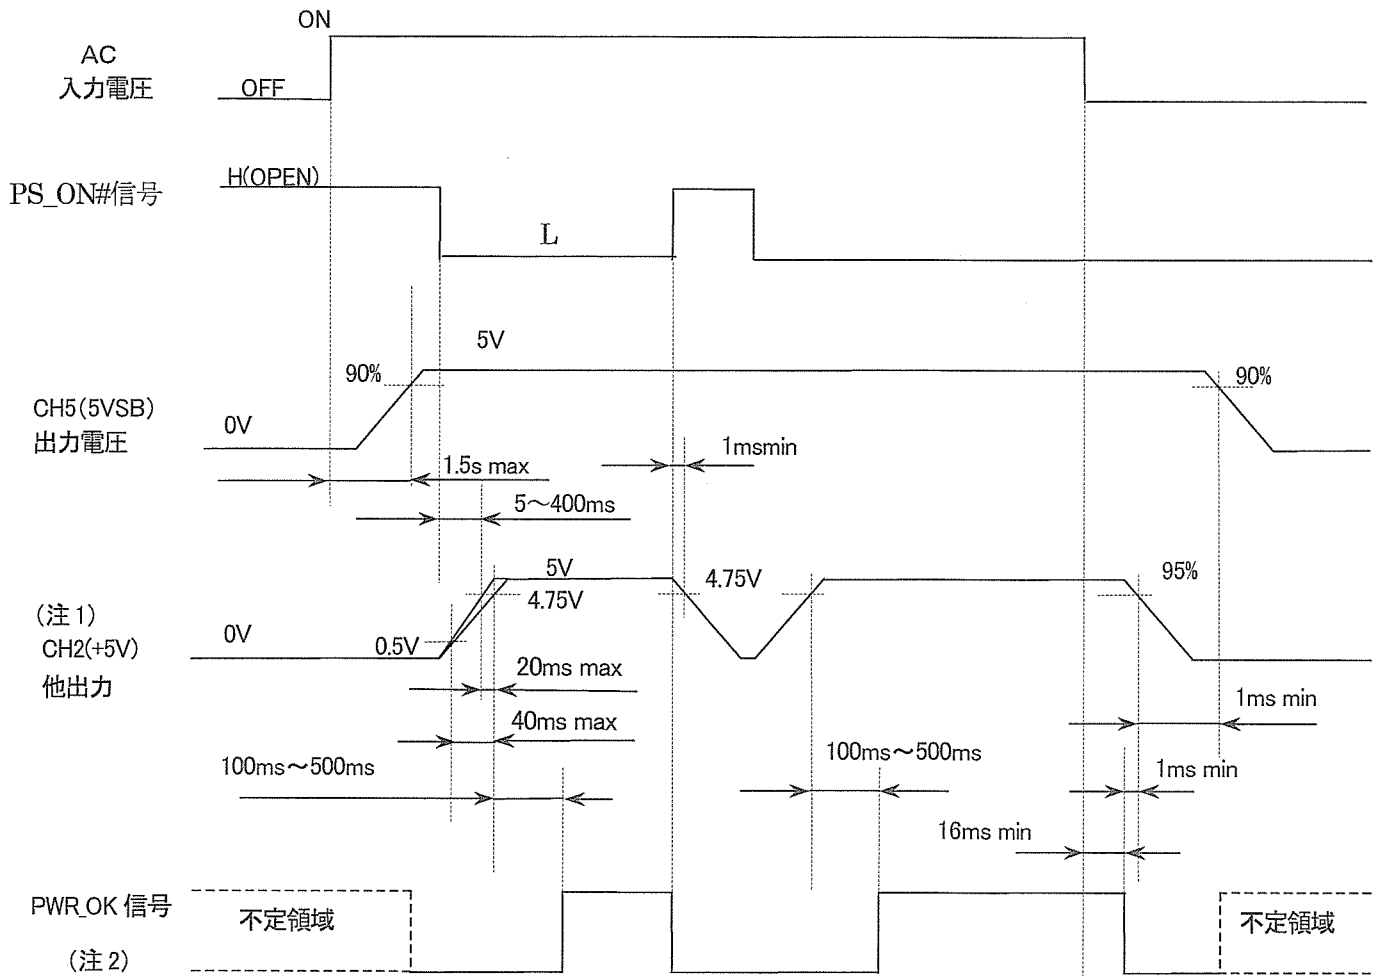 ON
AC
入力電圧
OFF
H(OPEN)
PS_ON#信号
L
5V
90%
90%
CH5(5VSB)
出力電圧
0V
1msmin
1.5s max
5～400ms
5V
4.75V
4.75V
95%
(注1)
CH2(+5V)
他出力
0V
0.5V
20ms max
1ms min
40ms max
100ms～500ms
100ms～500ms
1ms min
16ms min
PWR_OK 信号
(注2)
不定領域
不定領域